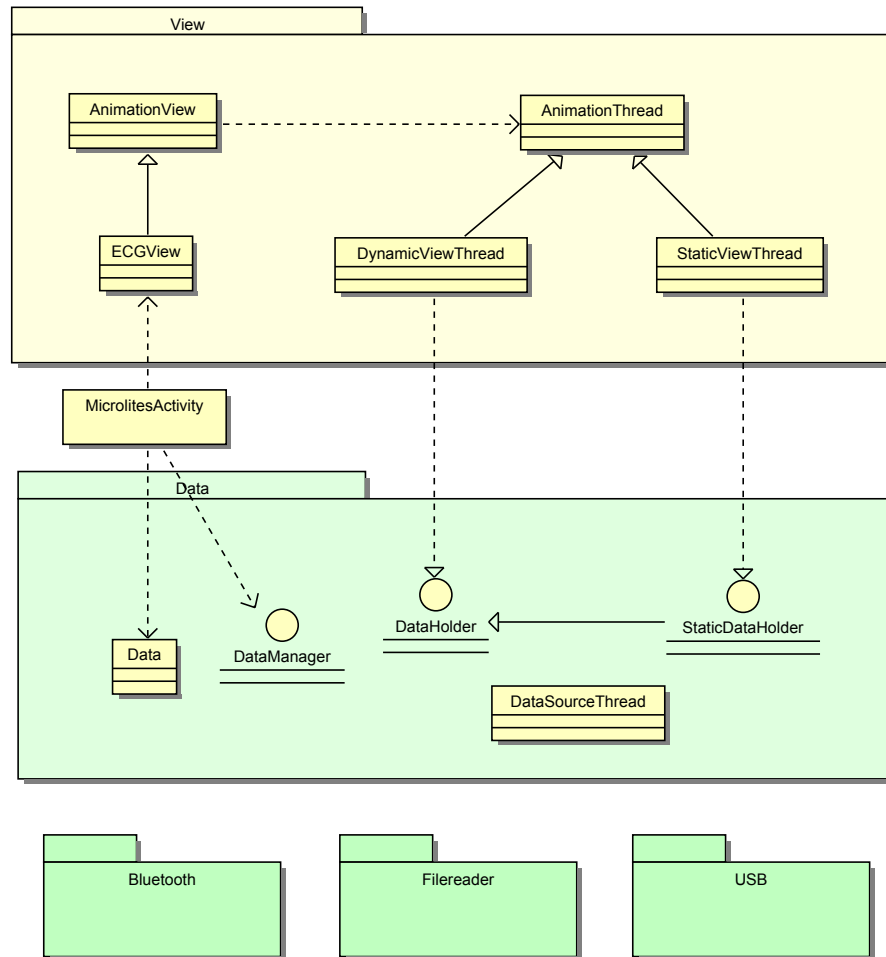 View
AnimationView
AnimationThread
ECGView
DynamicViewThread
StaticViewThread
MicrolitesActivity
Data
DataHolder
StaticDataHolder
Data
DataManager
DataSourceThread
Bluetooth
Filereader
USB